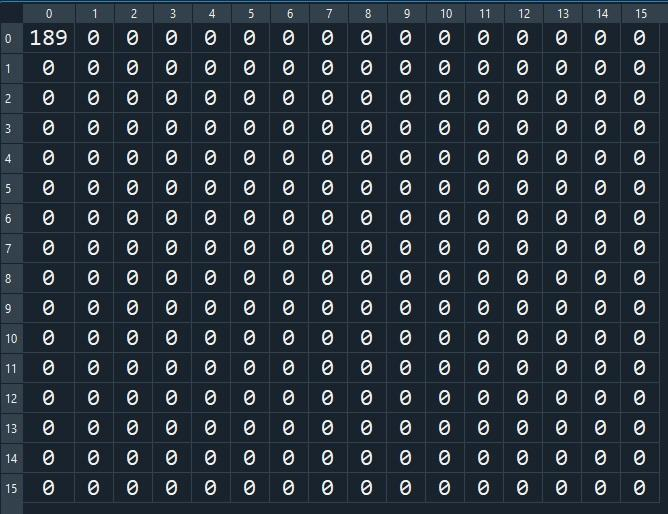 0 1 2 3 4 5 6 7 8 9 10 11 12 13 14 15
0 189 0 0 0 0 0 0 0 0 0 0 0 0 0 0 0
1 0 0 0 0 0 0 0 0 0 0 0 0 0 0 0 0
2 0 0 0 0 0 0 0 0 0 0 0 0 0 0 0 0
3 0 0 0 0 0 0 0 0 0 0 0 0 0 0 0 0
4 0 0 0 0 0 0 0 0 0 0 0 0 0 0 0 0
5 0 0 0 0 0 0 0 0 0 0 0 0 0 0 0 0
6 0 0 0 0 0 0 0 0 0 0 0 0 0 0 0 0
7 0 0 0 0 0 0 0 0 0 0 0 0 0 0 0 0
8 0 0 0 0 0 0 0 0 0 0 0 0 0 0 0 0
9 0 0 0 0 0 0 0 0 0 0 0 0 0 0 0 0
10 0 0 0 0 0 0 0 0 0 0 0 0 0 0 0 0
11 0 0 0 0 0 0 0 0 0 0 0 0 0 0 0 0
12 0 0 0 0 0 0 0 0 0 0 0 0 0 0 0 0
13 0 0 0 0 0 0 0 0 0 0 0 0 0 0 0 0
14 0 0 0 0 0 0 0 0 0 0 0 0 0 0 0 0
15 0 0 0 0 0 0 0 0 0 0 0 0 0 0 0 0